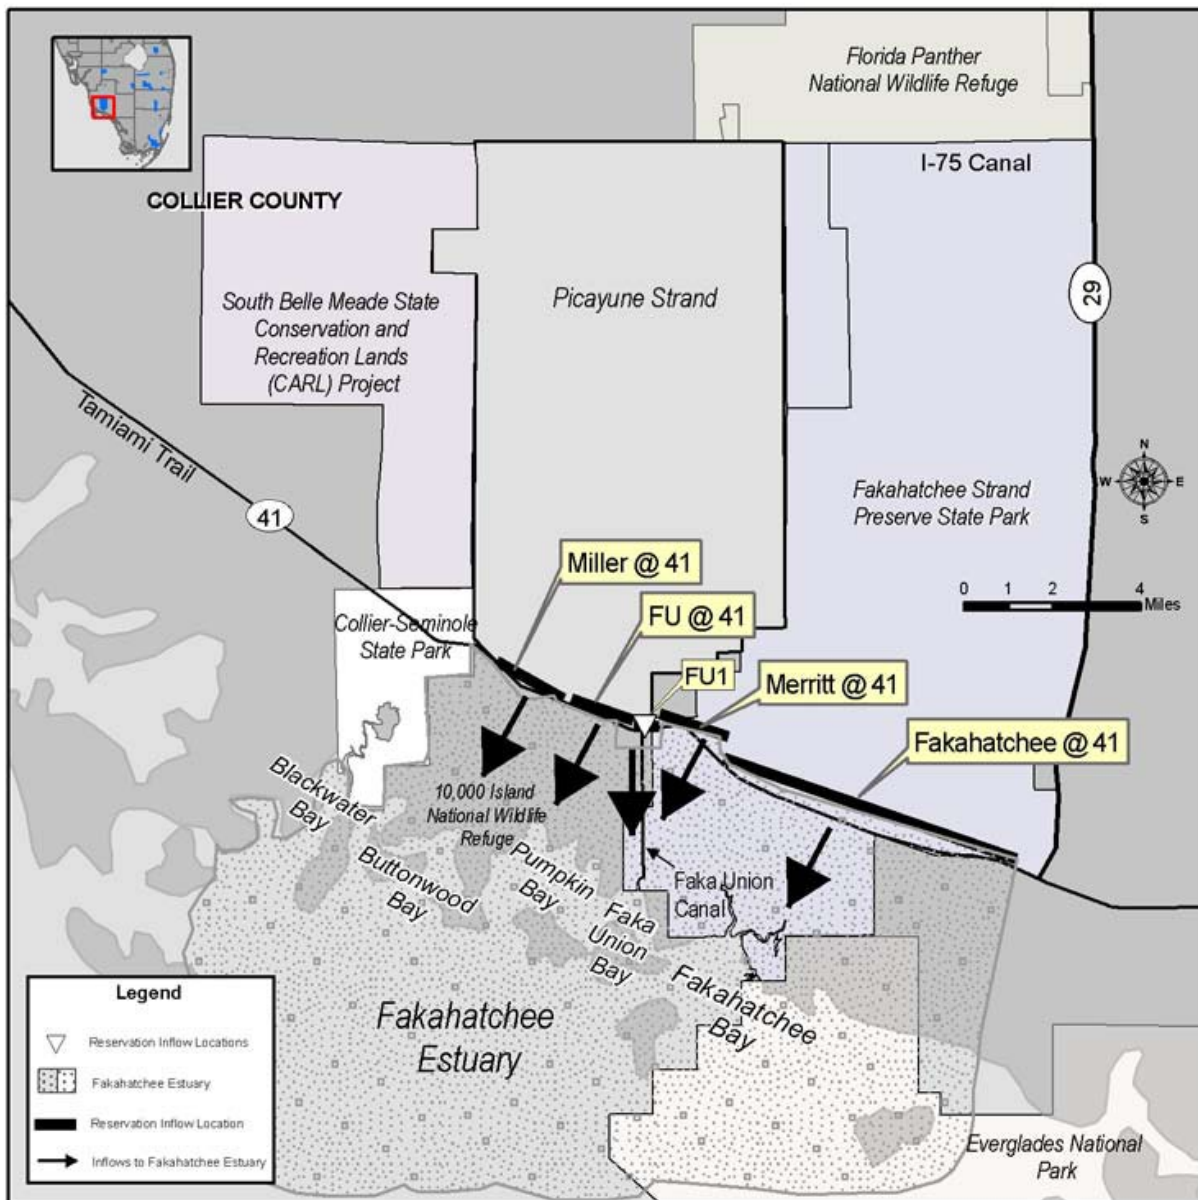 Florida Panther
National Wildlife Refuge
I-75 Canal
COLLIER COUNTY
29
South Belle Meade State
Conservation and
Recreation Lands
(CARL) Project
Picayune Strand
Tamiami Trail
41
Fakahatchee Strand
Preserve State Park
N
W
E
S
0 1 2 4
Miles
Miller @ 41
FU @ 41
Collier-Seminole
State Park
FU1
Merritt @ 41
Fakahatchee @ 41
10,000 Island
National Wildlife
Refuge
Blackwater
Bay
Buttonwood
Bay
Pumpkin
Bay
Faka
Union
Bay
Faka Union
Canal
Fakahatchee
Bay
Fakahatchee
Estuary
Everglades National
Park
Legend
Reservation Inflow Locations
Fakahatchee Estuary
Reservation Inflow Location
Inflows to Fakahatchee Estuary